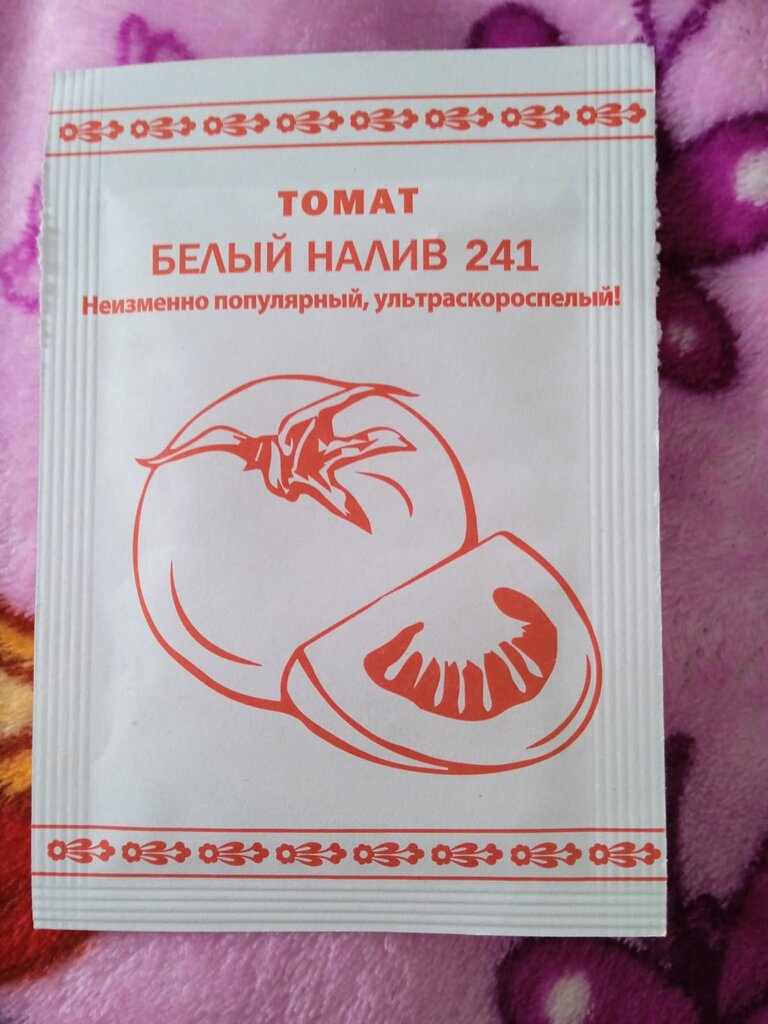 ТОМАТ
БЕЛЫЙ НАЛИВ 241
Неизменно популярный, ультраскороспелый!